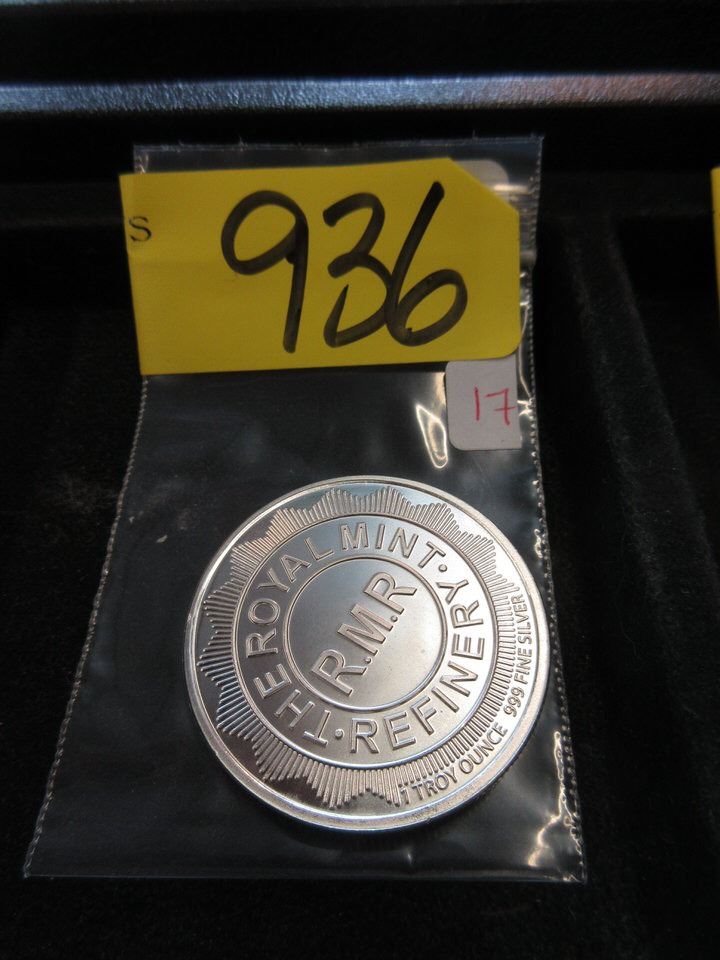 S
936
17
THE ROYAL MINT · REFINERY ·
R.M.R
1 TROY OUNCE 999 FINE SILVER